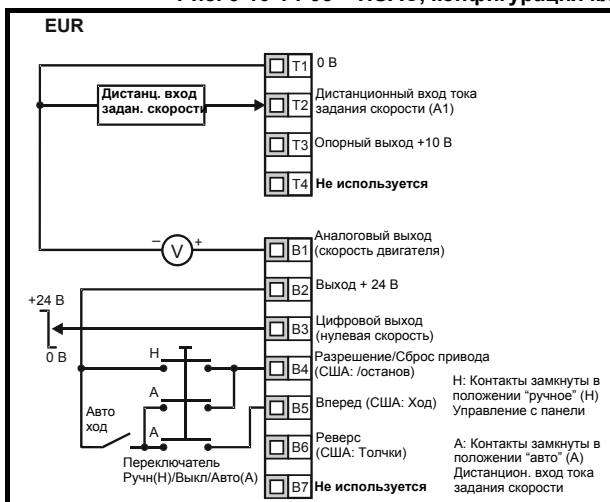 EUR
T1 0 В
Дистанц. вход
задан. скорости
T2 Дистанционный вход тока
задания скорости (A1)
T3 Опорный выход +10 В
T4 Не используется
– V +
B1 Аналоговый выход
(скорость двигателя)
B2 Выход + 24 В
+24 В
0 В
B3 Цифровой выход
(нулевая скорость)
B4 Разрешение/Сброс привода
(США: /останов)
B5 Вперед (США: Ход)
B6 Реверс
(США: Толчки)
B7 Не используется
Н
А
А
Авто
ход
Переключатель
Ручн(Н)/Выкл/Авто(А)
Н: Контакты замкнуты в
положении “ручное” (Н)
Управление с панели
А: Контакты замкнуты в
положении “авто” (А)
Дистанцион. вход тока
задания скорости